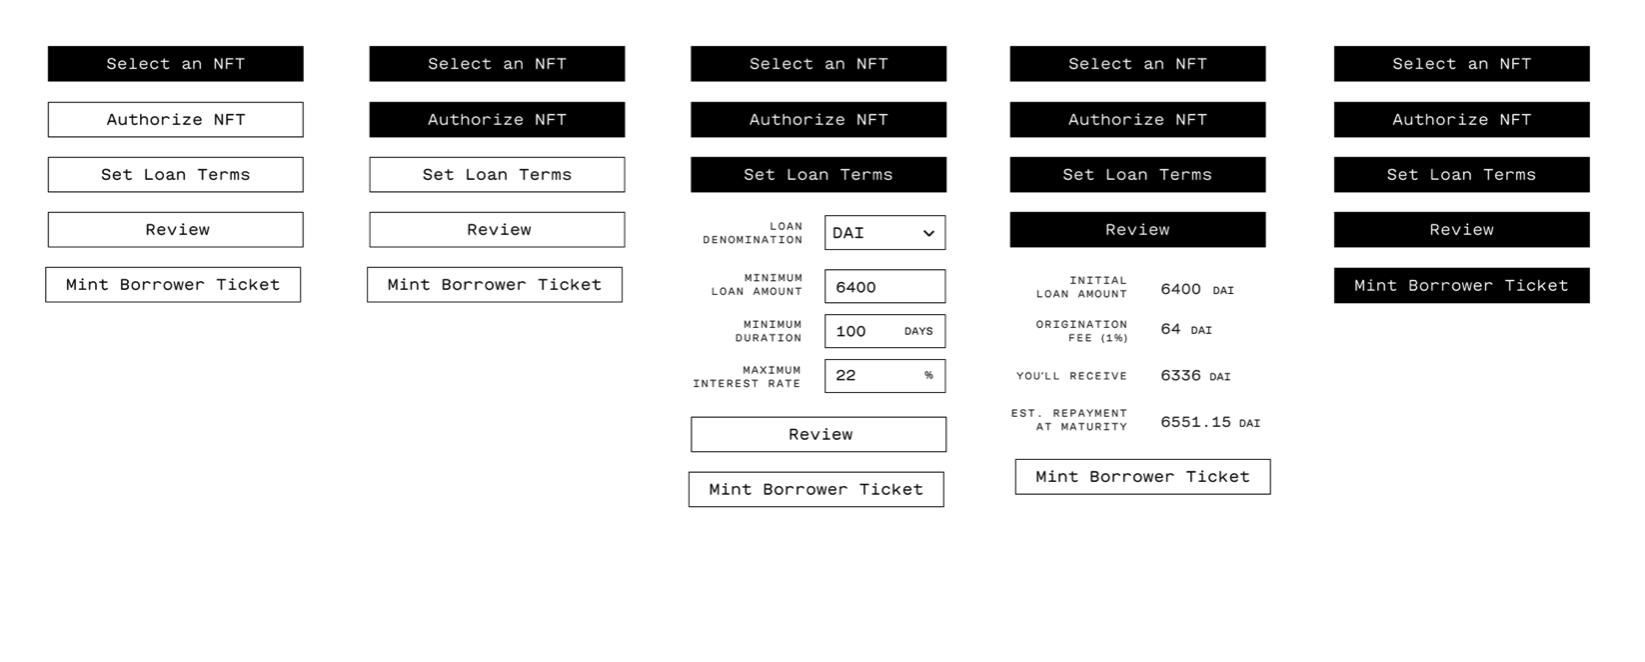 Select an NFT
Authorize NFT
Set Loan Terms
Review
Mint Borrower Ticket
Select an NFT
Authorize NFT
Set Loan Terms
Review
Mint Borrower Ticket
Select an NFT
Authorize NFT
Set Loan Terms
LOAN
DENOMINATION
DAI
MINIMUM
LOAN AMOUNT
6400
MINIMUM
DURATION
100 DAYS
MAXIMUM
INTEREST RATE
22 %
Review
Mint Borrower Ticket
Select an NFT
Authorize NFT
Set Loan Terms
Review
INITIAL
LOAN AMOUNT
6400 DAI
ORIGINATION
FEE (1%)
64 DAI
YOU'LL RECEIVE
6336 DAI
EST. REPAYMENT
AT MATURITY
6551.15 DAI
Mint Borrower Ticket
Select an NFT
Authorize NFT
Set Loan Terms
Review
Mint Borrower Ticket